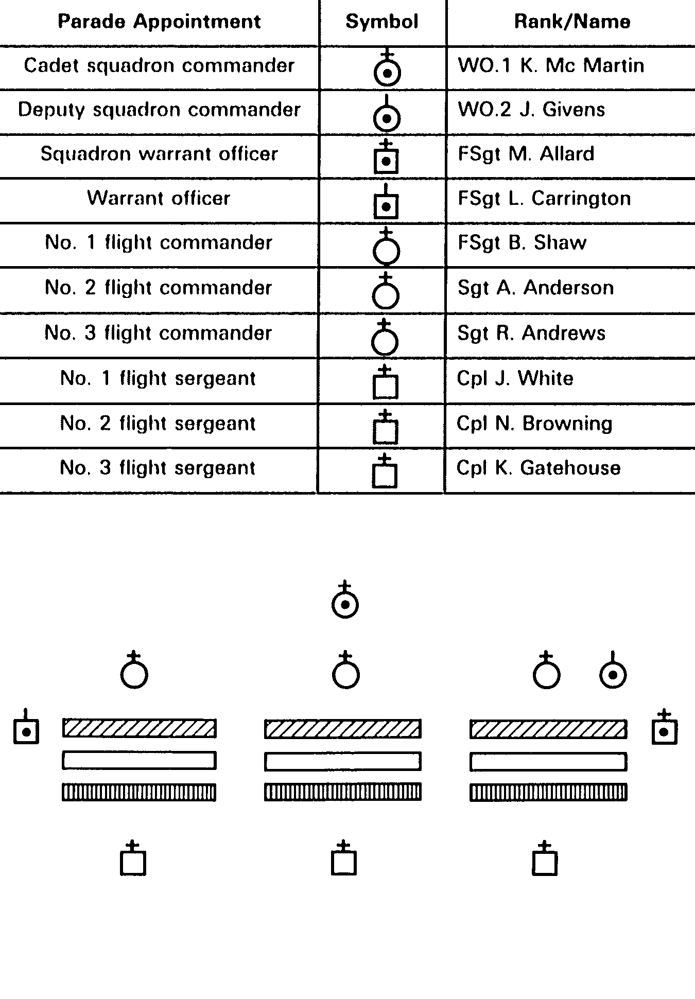 Parade Appointment Symbol Rank/Name
Cadet squadron commander WO.1 K. Mc Martin
Deputy squadron commander WO.2 J. Givens
Squadron warrant officer FSgt M. Allard
Warrant officer FSgt L. Carrington
No. 1 flight commander FSgt B. Shaw
No. 2 flight commander Sgt A. Anderson
No. 3 flight commander Sgt R. Andrews
No. 1 flight sergeant Cpl J. White
No. 2 flight sergeant Cpl N. Browning
No. 3 flight sergeant Cpl K. Gatehouse